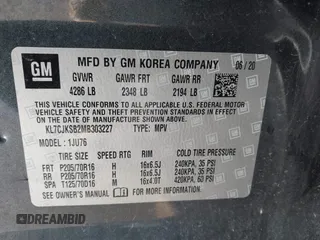 GM
MFD BY GM KOREA COMPANY 06/20
GVWR GAWR FRT GAWR RR
4286 LB 2348 LB 2194 LB
THIS VEHICLE CONFORMS TO ALL APPLICABLE U.S. FEDERAL MOTOR
VEHICLE SAFETY, BUMPER, AND THEFT PREVENTION STANDARDS
IN EFFECT ON THE DATE OF MANUFACTURE SHOWN ABOVE.
KL7CJKSB2MB303227 TYPE: MPV
MODEL: 1JU76
TIRE SIZE SPEED RTG RIM COLD TIRE PRESSURE
FRT P205/70R16 H 16x6.5J 240KPA, 35 PSI
RR P205/70R16 H 16x6.5J 240KPA, 35 PSI
SPA T125/70D16 M 16x4.0T 420KPA, 60 PSI
SEE OWNER'S MANUAL FOR ADDITIONAL INFORMATION.
DREAMBID